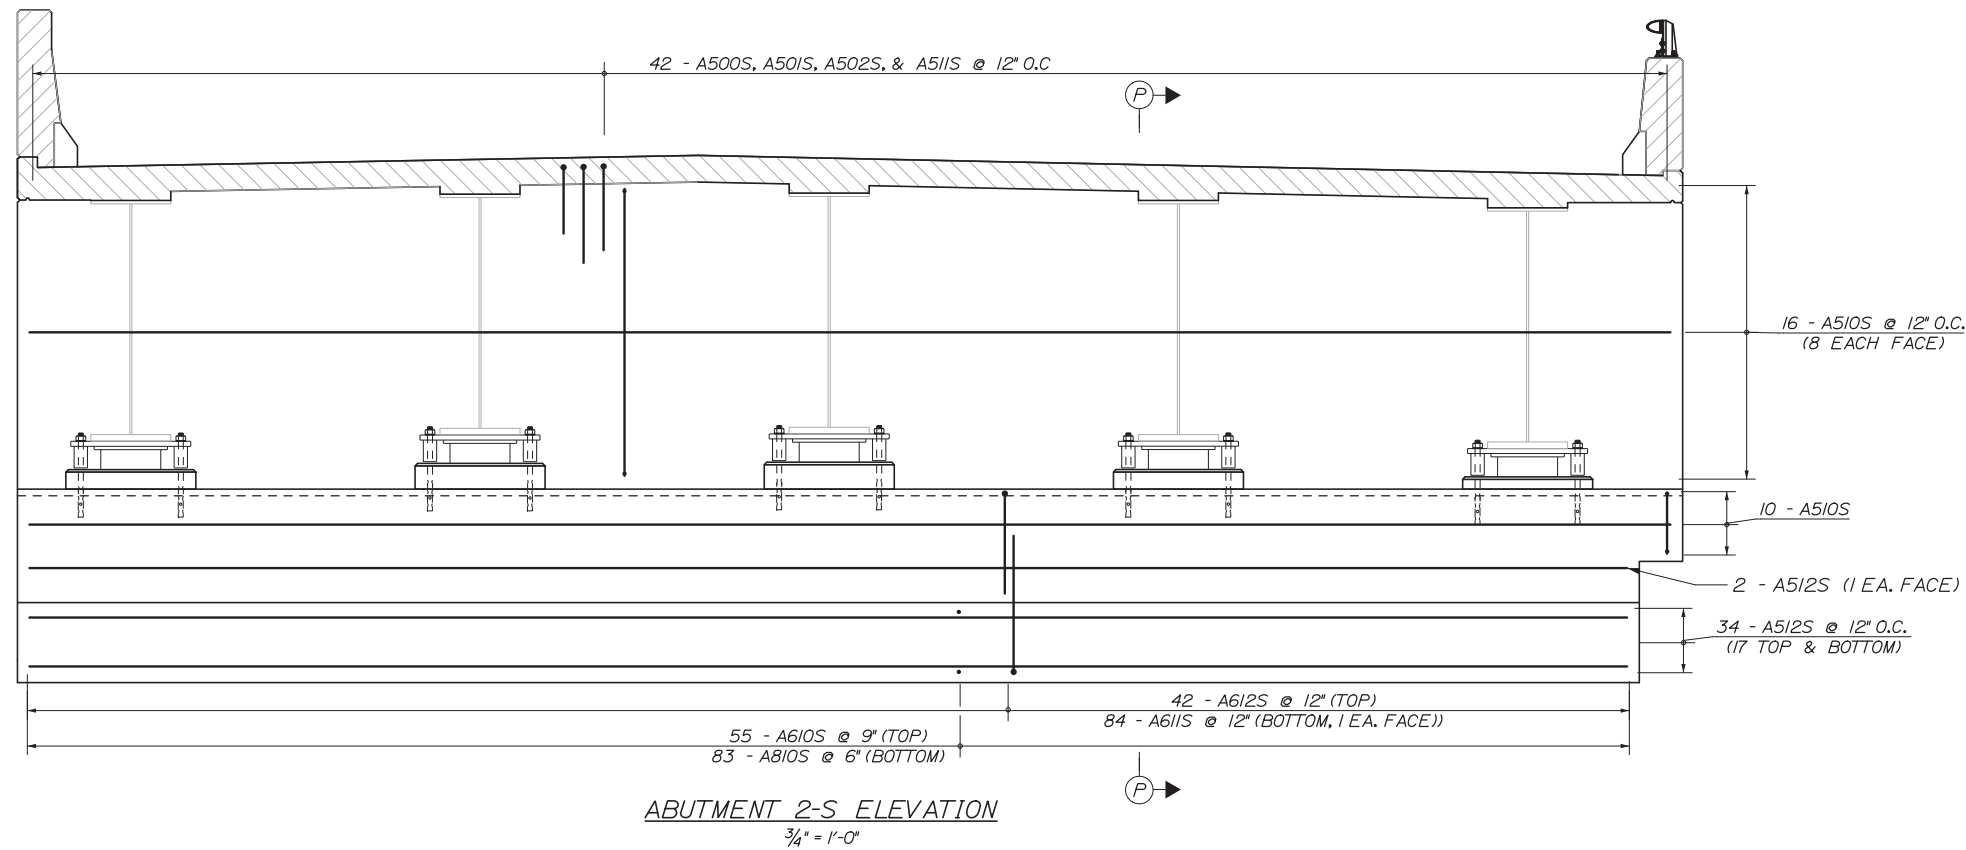 42 - A500S, A501S, A502S, & A511S @ 12" O.C
P
16 - A510S @ 12" O.C.
(8 EACH FACE)
10 - A510S
2 - A512S (1 EA. FACE)
34 - A512S @ 12" O.C.
(17 TOP & BOTTOM)
42 - A612S @ 12" (TOP)
84 - A611S @ 12" (BOTTOM, 1 EA. FACE))
55 - A610S @ 9" (TOP)
83 - A810S @ 6" (BOTTOM)
P
ABUTMENT 2-S ELEVATION
3/4" = 1'-0"